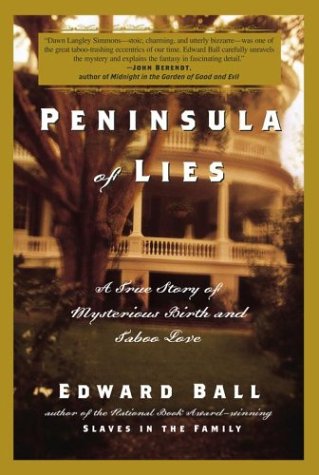 "Dawn Langley Simmons—stoic, charming, and utterly bizarre—was one of
the great taboo-trashing eccentrics of our time. Edward Ball carefully unravels
the mystery and explains the fantasy in fascinating detail."
—JOHN BERENDT,
author of Midnight in the Garden of Good and Evil
PENINSULA
of LIES
A True Story of
Mysterious Birth and
Taboo Love
EDWARD BALL
author of the National Book Award–winning
SLAVES IN THE FAMILY